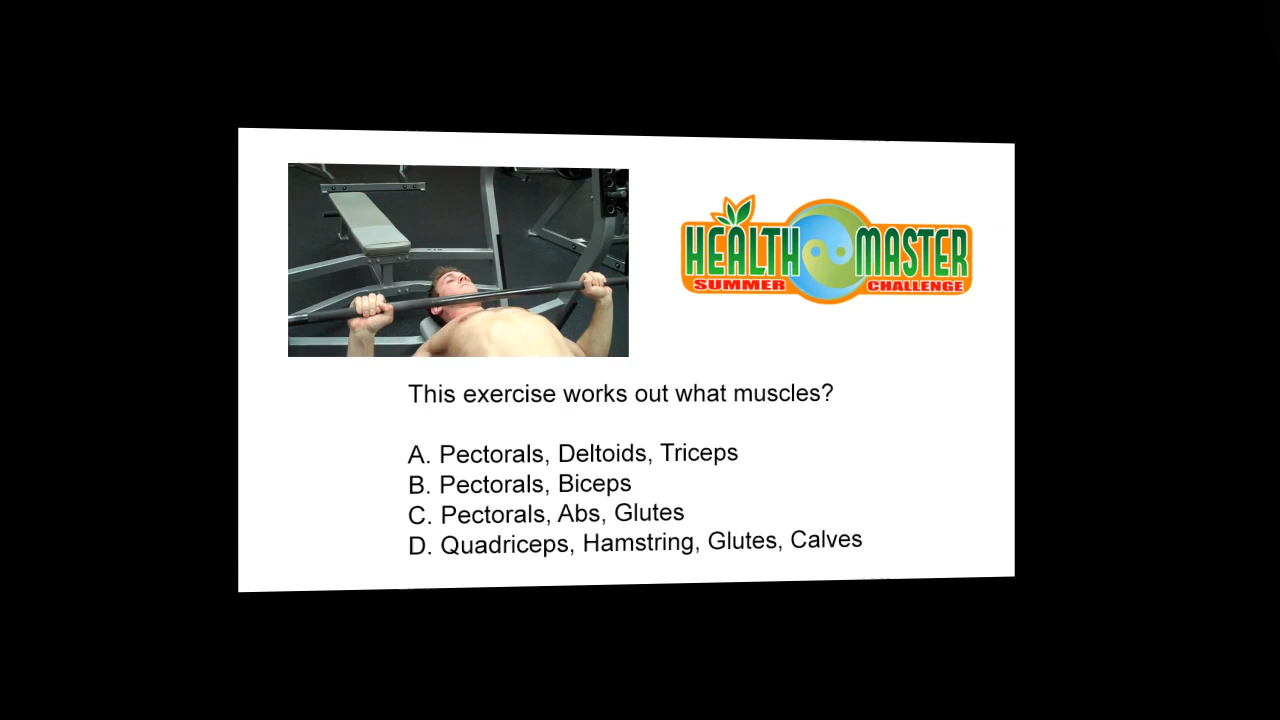 HEALTH MASTER
SUMMER CHALLENGE
This exercise works out what muscles?
A. Pectorals, Deltoids, Triceps
B. Pectorals, Biceps
C. Pectorals, Abs, Glutes
D. Quadriceps, Hamstring, Glutes, Calves